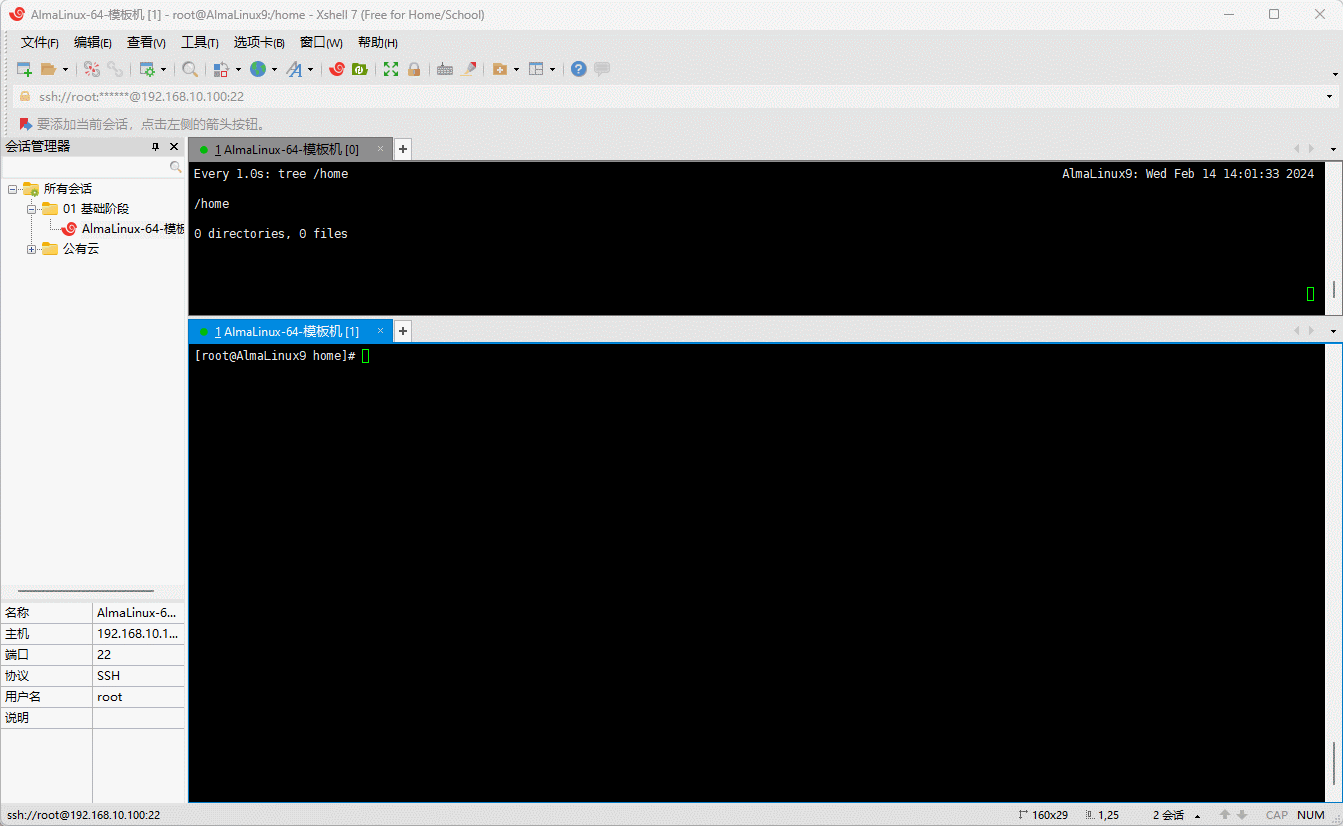 AlmaLinux-64-模板机 [1] - root@AlmaLinux9:/home - Xshell 7 (Free for Home/School)
文件(F) 编辑(E) 查看(V) 工具(T) 选项卡(B) 窗口(W) 帮助(H)
ssh://root:******@192.168.10.100:22
要添加当前会话，点击左侧的箭头按钮。
会话管理器
所有会话
01 基础阶段
AlmaLinux-64-模板
公有云
名称 AlmaLinux-6...
主机 192.168.10.1...
端口 22
协议 SSH
用户名 root
说明
1 AlmaLinux-64-模板机 [0]
Every 1.0s: tree /home AlmaLinux9: Wed Feb 14 14:01:33 2024
/home
0 directories, 0 files
1 AlmaLinux-64-模板机 [1]
[root@AlmaLinux9 home]#
ssh://root@192.168.10.100:22 160x29 1,25 2 会话 CAP NUM